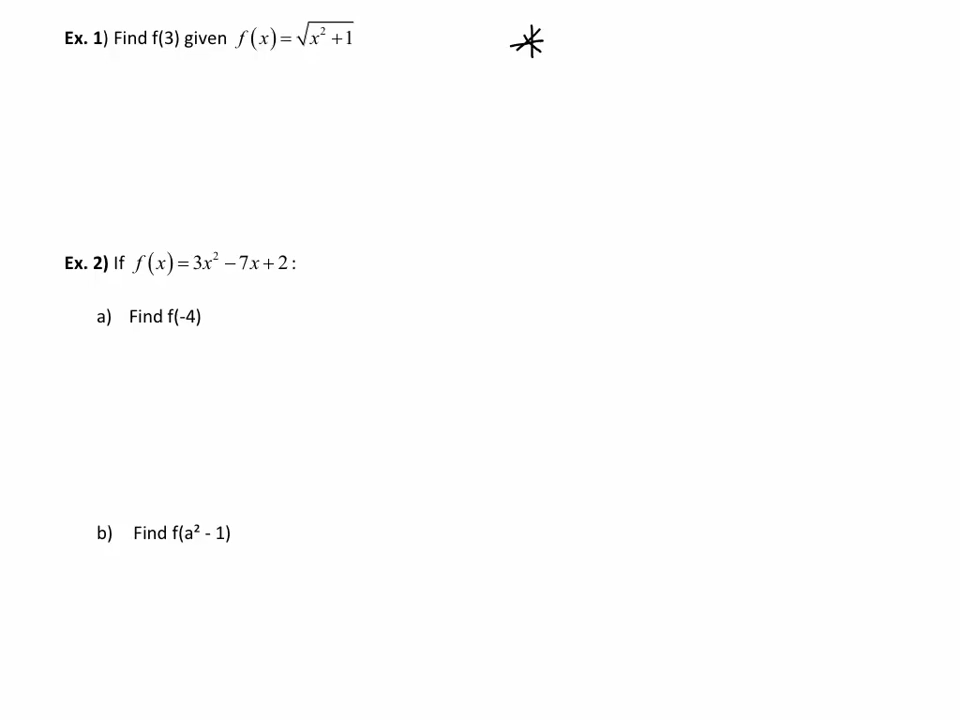 Ex. 1) Find f(3) given f(x)=√x²+1
Ex. 2) If f(x)=3x²−7x+2:
a) Find f(-4)
b) Find f(a² - 1)